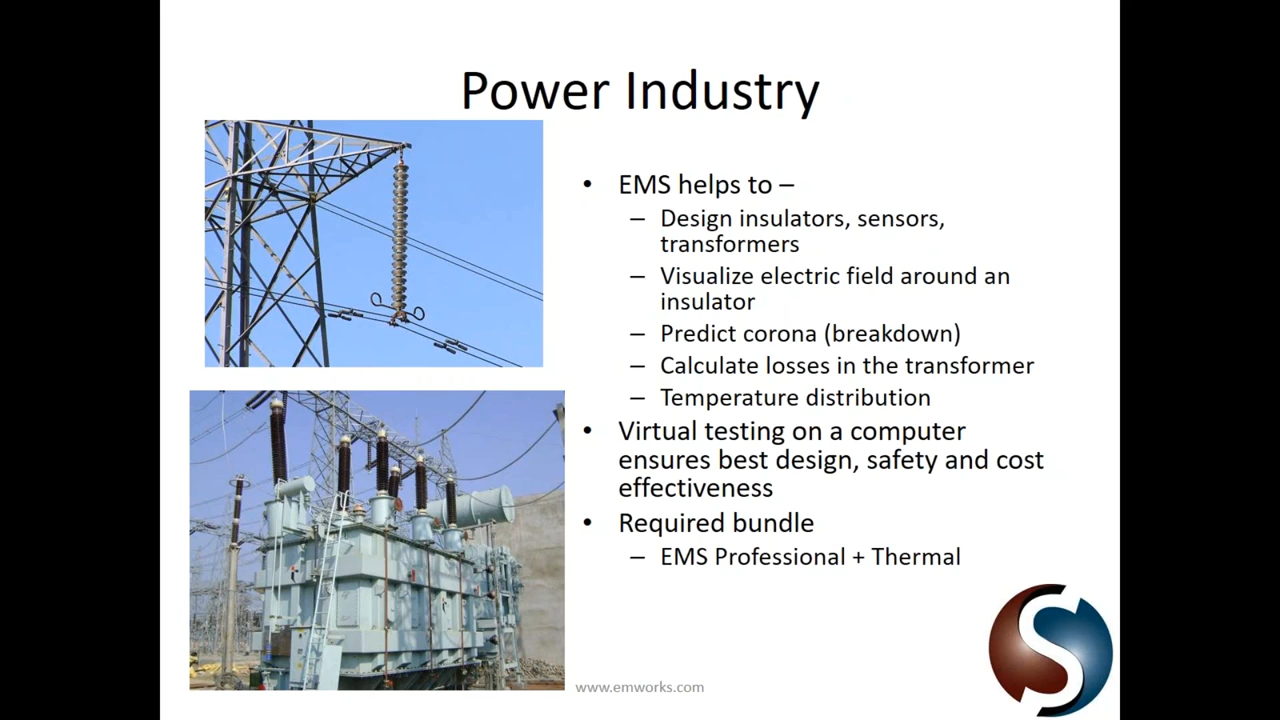 Power Industry
• EMS helps to –
– Design insulators, sensors,
transformers
– Visualize electric field around an
insulator
– Predict corona (breakdown)
– Calculate losses in the transformer
– Temperature distribution
• Virtual testing on a computer
ensures best design, safety and cost
effectiveness
• Required bundle
– EMS Professional + Thermal
www.emworks.com
S